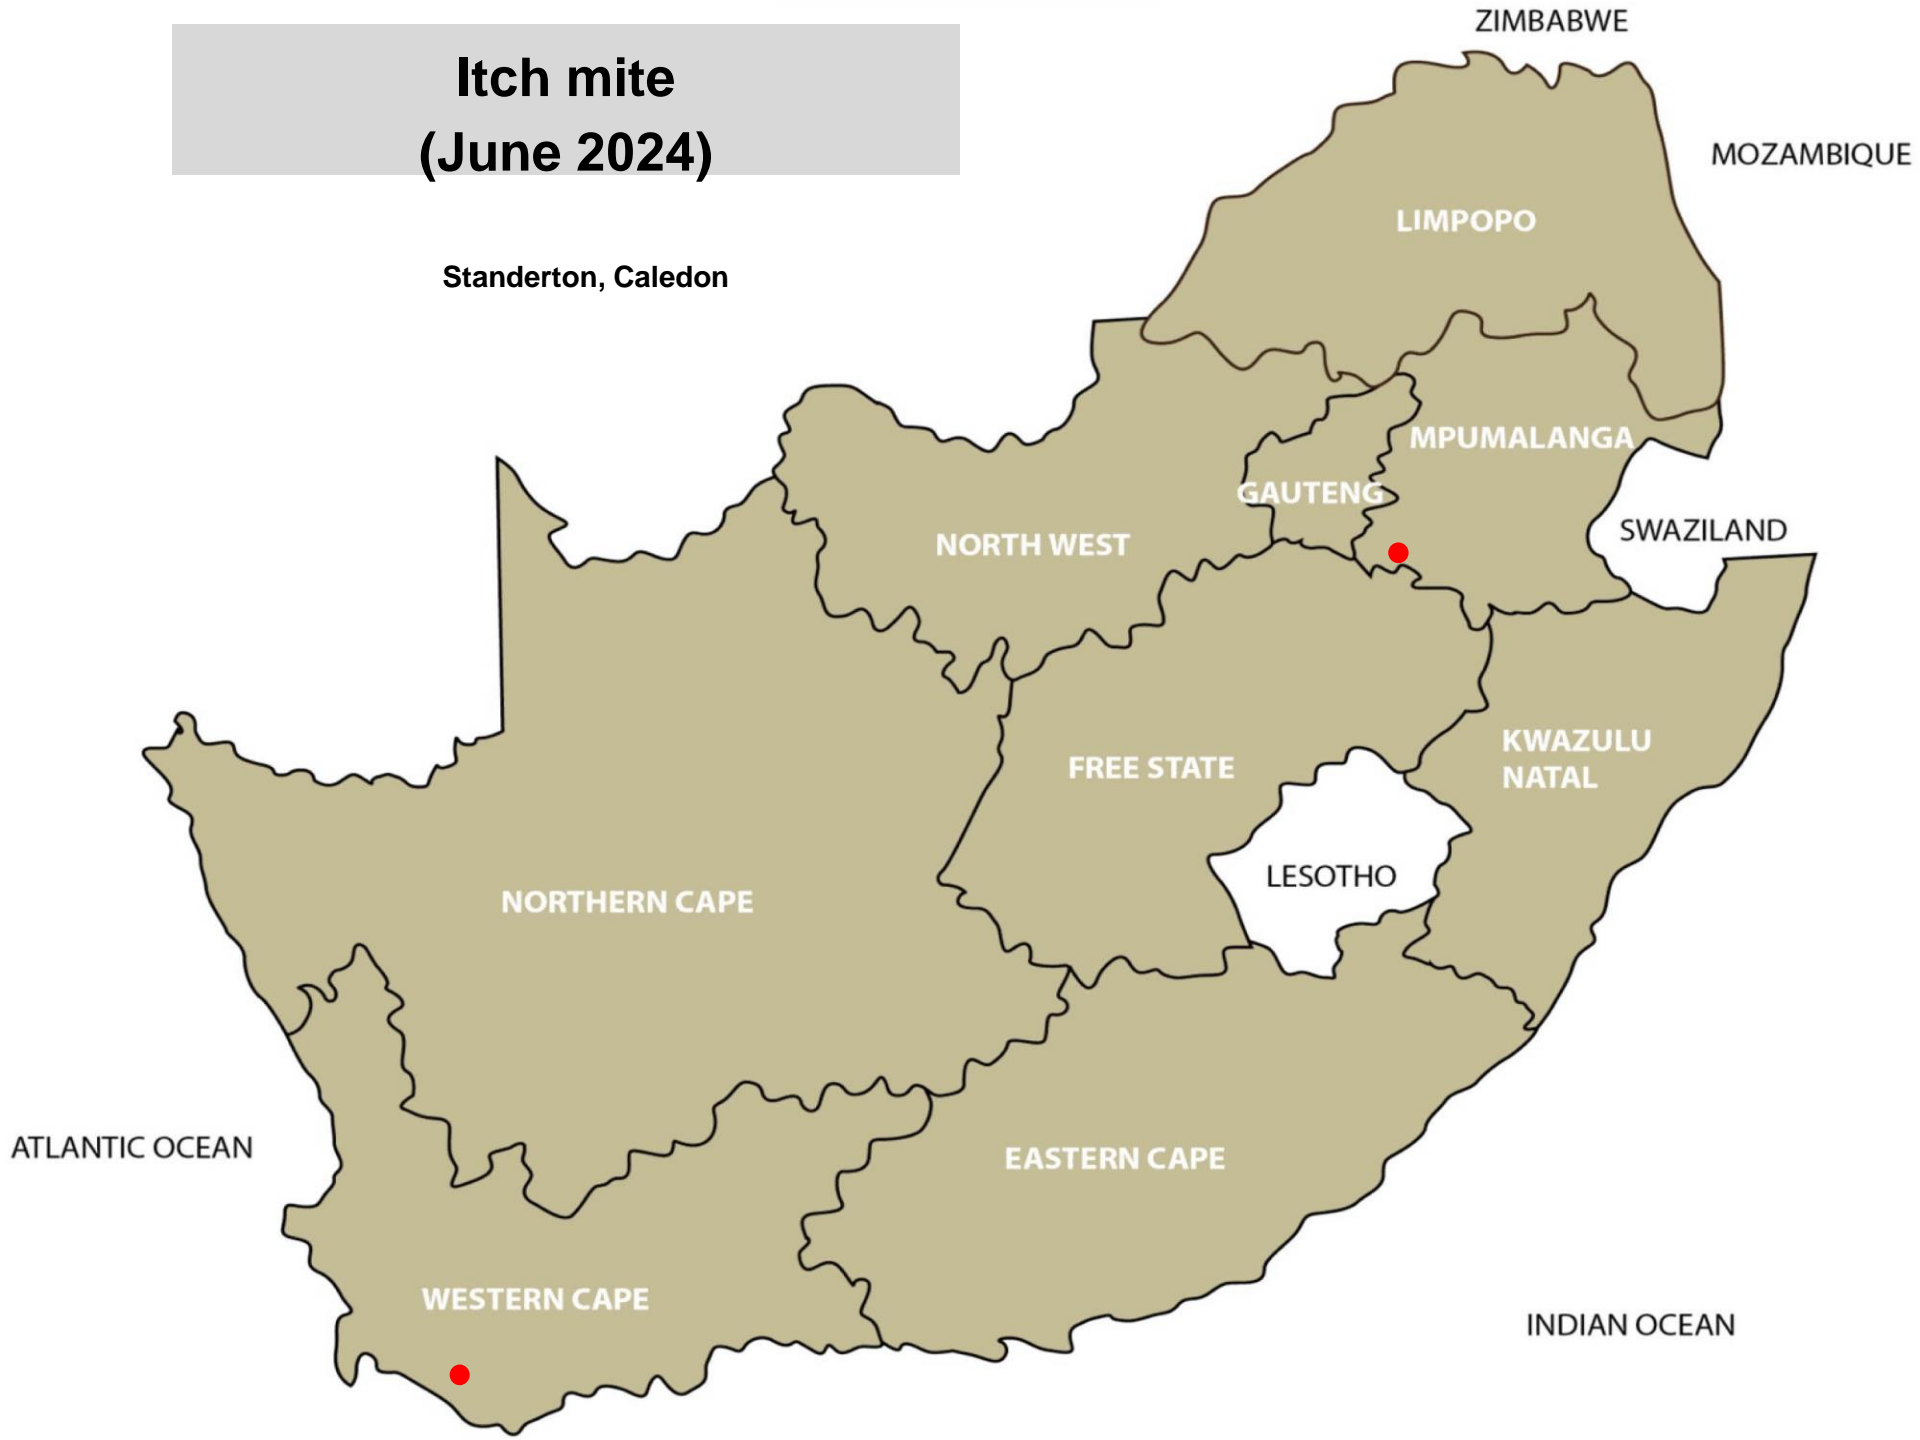 Itch mite
(June 2024)
Standerton, Caledon
ZIMBABWE
MOZAMBIQUE
LIMPOPO
MPUMALANGA
GAUTENG
NORTH WEST
SWAZILAND
KWAZULU
NATAL
FREE STATE
LESOTHO
NORTHERN CAPE
ATLANTIC OCEAN
EASTERN CAPE
WESTERN CAPE
INDIAN OCEAN